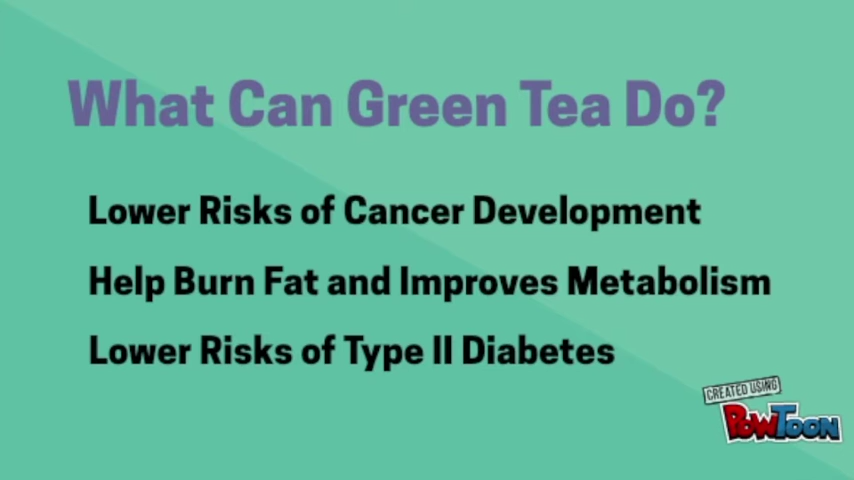 What Can Green Tea Do?
Lower Risks of Cancer Development
Help Burn Fat and Improves Metabolism
Lower Risks of Type II Diabetes
CREATED USING
POWTOON